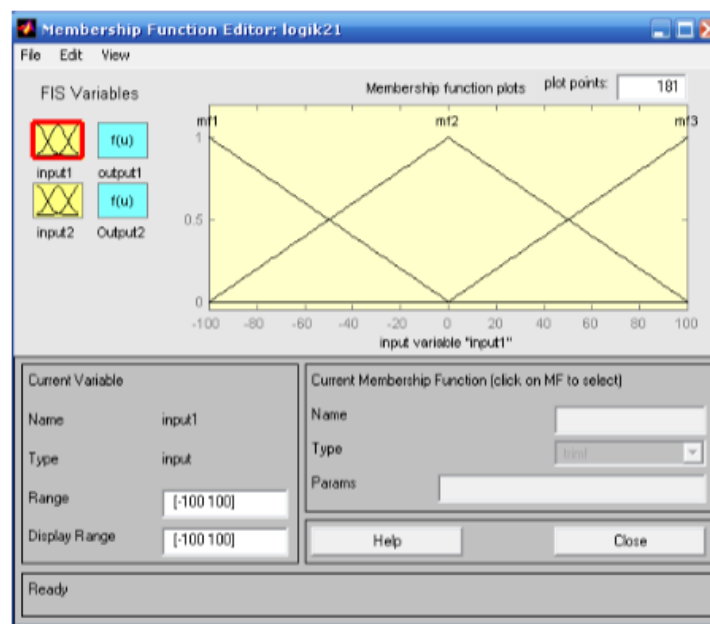 Membership Function Editor: logik21
File Edit View
FIS Variables
f(u)
input1 output1
f(u)
input2 Output2
Membership function plots plot points: 181
mf1 mf2 mf3
1
0.5
0
-100 -80 -60 -40 -20 0 20 40 60 80 100
input variable "input1"
Current Variable
Name input1
Type input
Range [-100 100]
Display Range [-100 100]
Current Membership Function (click on MF to select)
Name
Type trimf
Params
Help Close
Ready